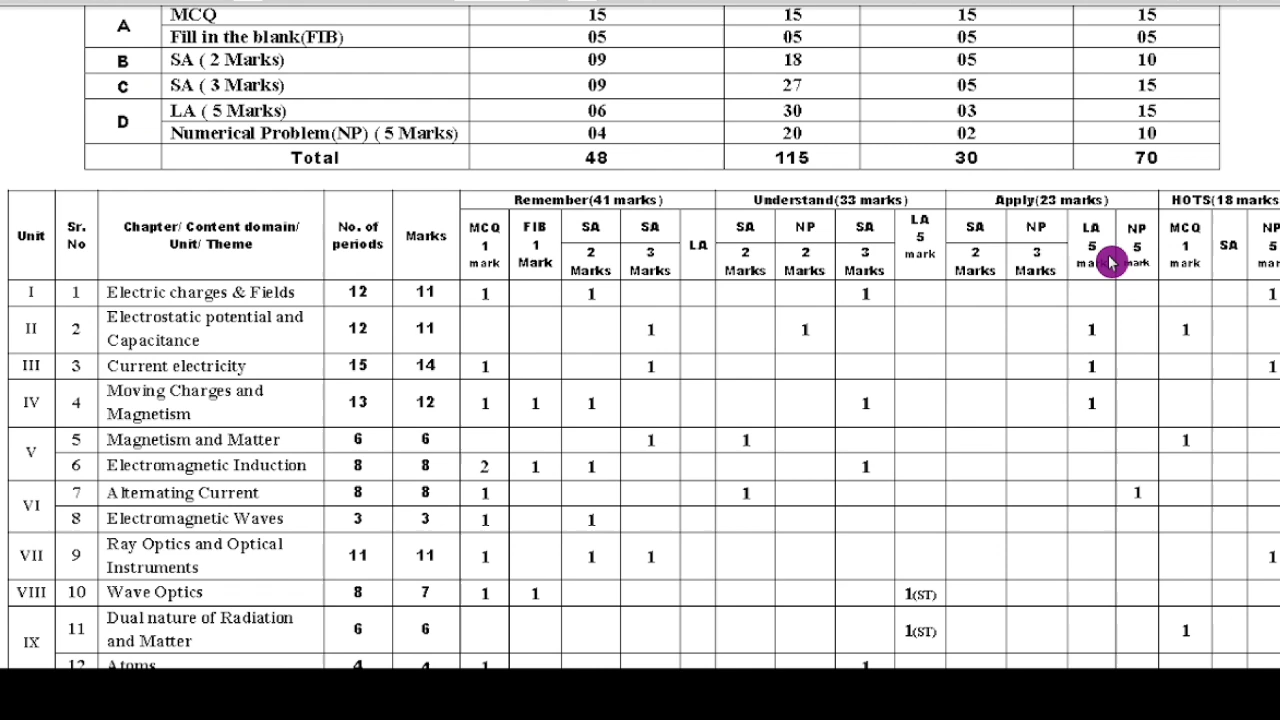 A MCQ 15 15 15 15
Fill in the blank(FIB) 05 05 05 05
B SA ( 2 Marks) 09 18 05 10
C SA ( 3 Marks) 09 27 05 15
D LA ( 5 Marks) 06 30 03 15
Numerical Problem(NP) ( 5 Marks) 04 20 02 10
Total 48 115 30 70
Unit Sr. No Chapter/ Content domain/ Unit/ Theme No. of periods Marks Remember(41 marks) Understand(33 marks) Apply(23 marks) HOTS(18 marks
MCQ 1 mark FIB 1 Mark SA 2 Marks SA 3 Marks LA SA 2 Marks NP 2 Marks SA 3 Marks LA 5 mark SA 2 Marks NP 3 Marks LA 5 mark NP 5 mark MCQ 1 mark SA NP 5
I 1 Electric charges & Fields 12 11 1 1 1 1
II 2 Electrostatic potential and Capacitance 12 11 1 1 1 1
III 3 Current electricity 15 14 1 1 1 1
IV 4 Moving Charges and Magnetism 13 12 1 1 1 1 1
V 5 Magnetism and Matter 6 6 1 1 1
6 Electromagnetic Induction 8 8 2 1 1 1
VI 7 Alternating Current 8 8 1 1 1
8 Electromagnetic Waves 3 3 1 1
VII 9 Ray Optics and Optical Instruments 11 11 1 1 1 1
VIII 10 Wave Optics 8 7 1 1 1(ST)
IX 11 Dual nature of Radiation and Matter 6 6 1(ST) 1
12 Atoms 4 4 1 1